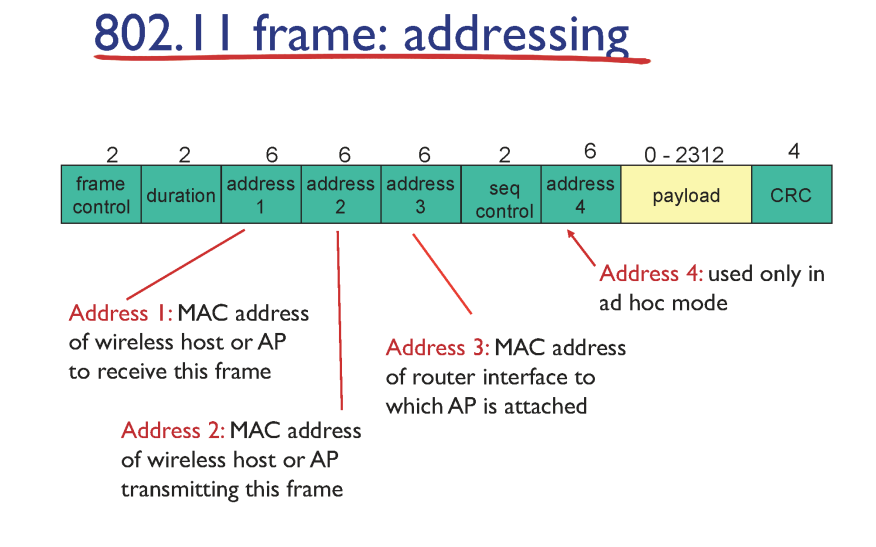 802.11 frame: addressing
2 2 6 6 6 2 6 0 - 2312 4
frame
control
duration
address
1
address
2
address
3
seq
control
address
4
payload
CRC
Address 4: used only in
ad hoc mode
Address 1: MAC address
of wireless host or AP
to receive this frame
Address 3: MAC address
of router interface to
which AP is attached
Address 2: MAC address
of wireless host or AP
transmitting this frame